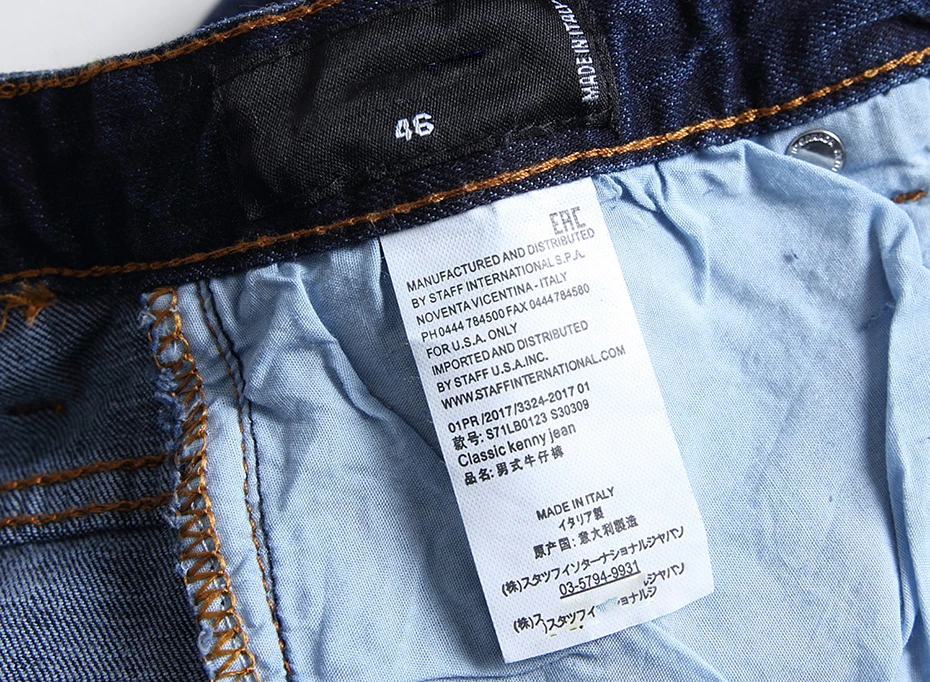 46
MADE IN ITALY
EAC
MANUFACTURED AND DISTRIBUTED
BY STAFF INTERNATIONAL S.P.A.
NOVENTA VICENTINA - ITALY
PH 0444 784500 FAX 0444784580
FOR U.S.A. ONLY
IMPORTED AND DISTRIBUTED
BY STAFF U.S.A. INC.
WWW.STAFFINTERNATIONAL.COM
01PR /2017/3324-2017 01
款号: S71LB0123 S30309
Classic kenny jean
品名: 男式牛仔裤
MADE IN ITALY
イタリア製
原产国: 意大利製造
(株)スタッフインターナショナルジャパン
03-5794-9931